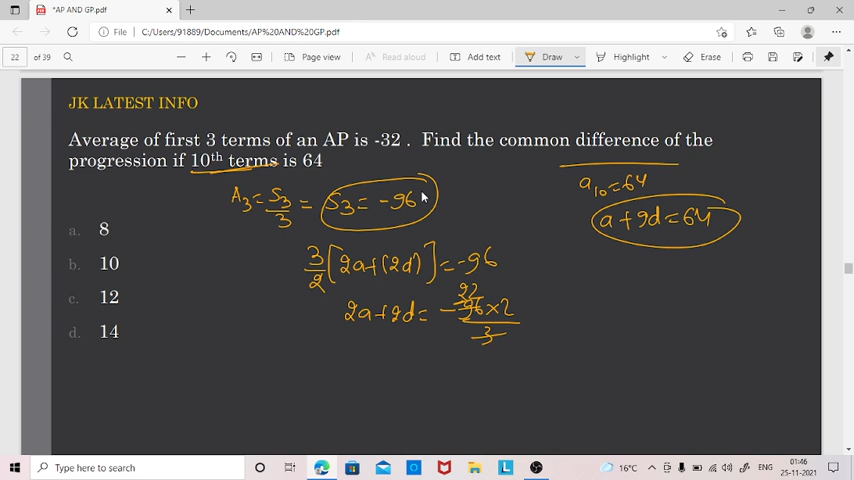 *AP AND GP.pdf
File C:/Users/91889/Documents/AP%20AND%20GP.pdf
22 of 39 Page view Read aloud Add text Draw Highlight Erase
JK LATEST INFO
Average of first 3 terms of an AP is -32 . Find the common difference of the
progression if 10th terms is 64
A3 = S3/3 = S3 = -96
a10 = 64
a+9d = 64
a. 8
3/2 [2a+(2d)] = -96
b. 10
c. 12
2a+2d = - 96×2/3
d. 14
Type here to search
16°C ENG 01:46 25-11-2021